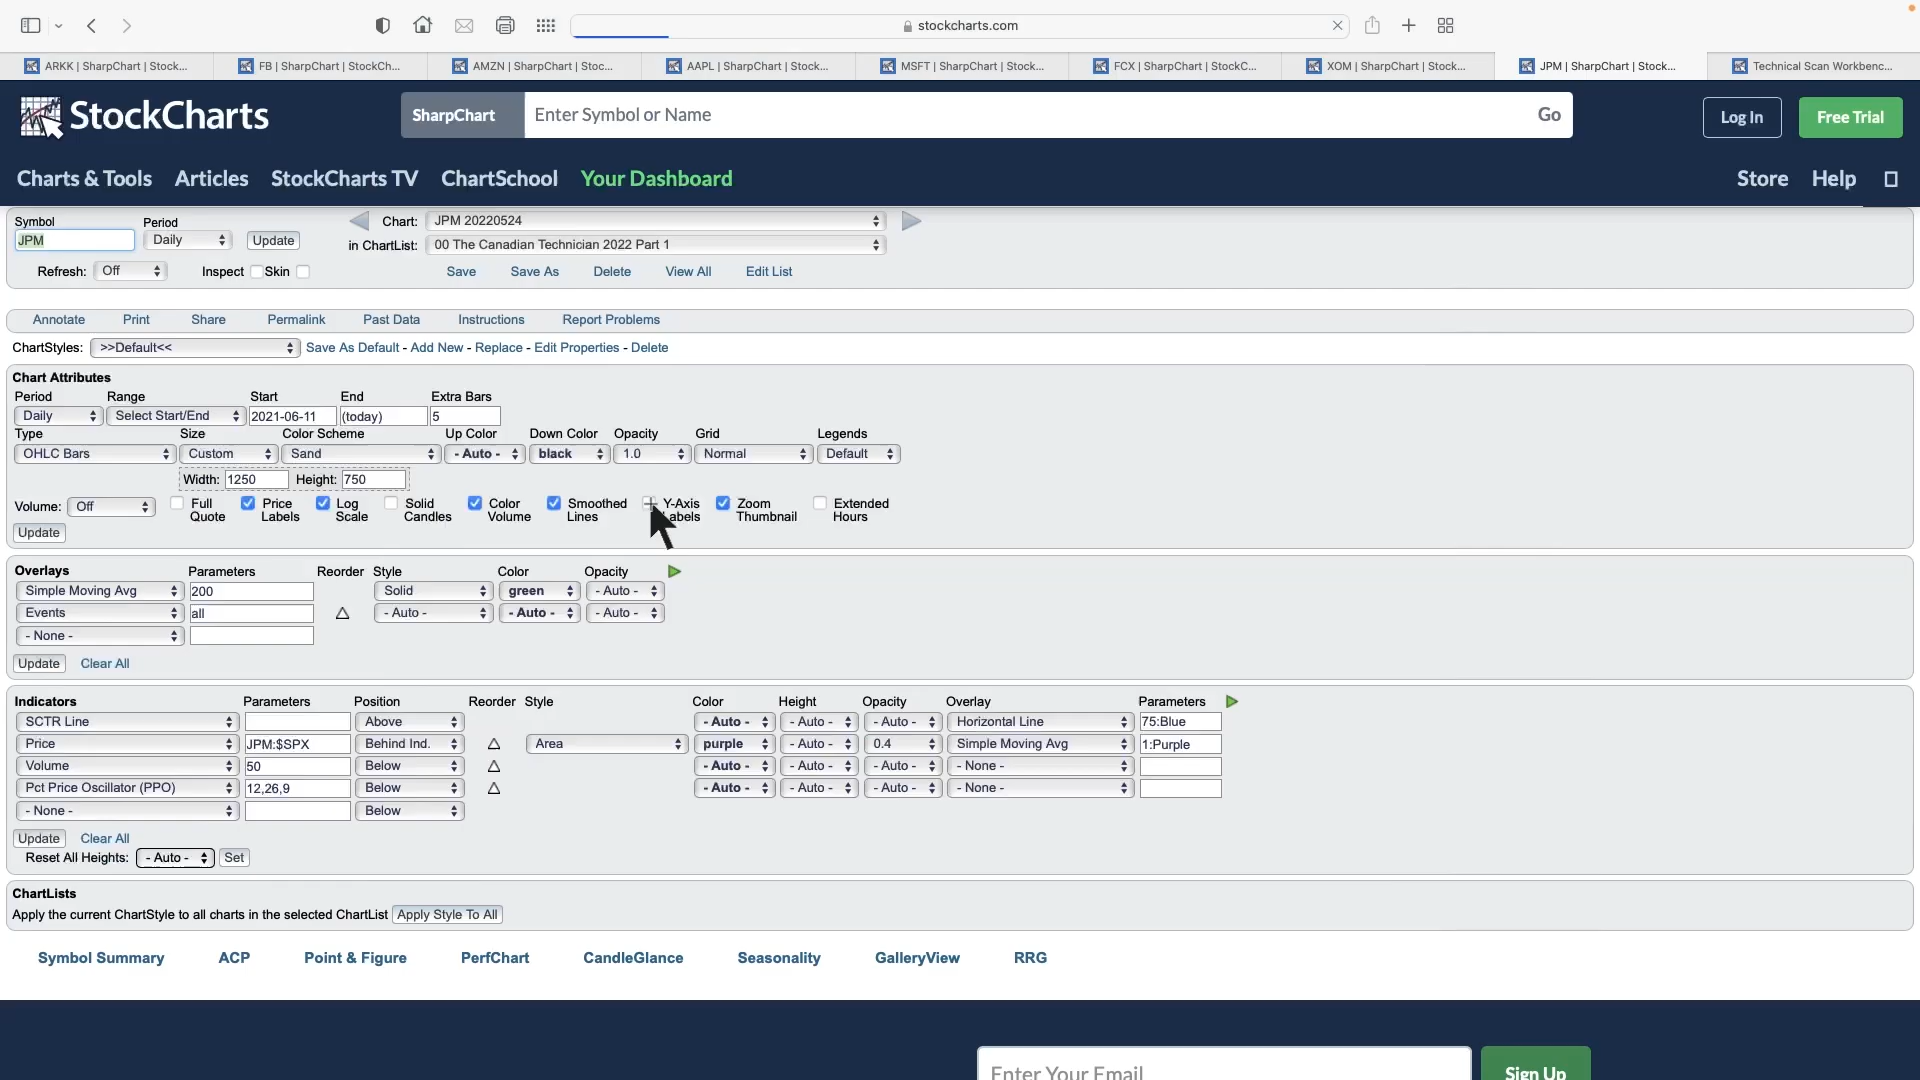 stockcharts.com
ARKK | SharpChart | Stock...
FB | SharpChart | StockCh...
AMZN | SharpChart | Stoc...
AAPL | SharpChart | Stock...
MSFT | SharpChart | Stock...
FCX | SharpChart | StockC...
XOM | SharpChart | Stock...
JPM | SharpChart | Stock...
Technical Scan Workbenc...
StockCharts
SharpChart
Enter Symbol or Name
Go
Log In
Free Trial
Charts & Tools Articles StockCharts TV ChartSchool Your Dashboard
Store Help
Symbol Period Chart: JPM 20220524
JPM Daily Update in ChartList: 00 The Canadian Technician 2022 Part 1
Refresh: Off Inspect Skin Save Save As Delete View All Edit List
Annotate Print Share Permalink Past Data Instructions Report Problems
ChartStyles: >>Default<< Save As Default - Add New - Replace - Edit Properties - Delete
Chart Attributes
Period Range Start End Extra Bars
Daily Select Start/End 2021-06-11 (today) 5
Type Size Color Scheme Up Color Down Color Opacity Grid Legends
OHLC Bars Custom Sand - Auto - black 1.0 Normal Default
Width: 1250 Height: 750
Volume: Off Full Price Log Solid Color Smoothed Y-Axis Zoom Extended
Quote Labels Scale Candles Volume Lines abels Thumbnail Hours
Update
Overlays Parameters Reorder Style Color Opacity
Simple Moving Avg 200 Solid green - Auto -
Events all - Auto - - Auto - - Auto -
- None -
Update Clear All
Indicators Parameters Position Reorder Style Color Height Opacity Overlay Parameters
SCTR Line Above - Auto - - Auto - - Auto - Horizontal Line 75:Blue
Price JPM:$SPX Behind Ind. Area purple - Auto - 0.4 Simple Moving Avg 1:Purple
Volume 50 Below - Auto - - Auto - - Auto - - None -
Pct Price Oscillator (PPO) 12,26,9 Below - Auto - - Auto - - Auto - - None -
- None - Below
Update Clear All
Reset All Heights: - Auto - Set
ChartLists
Apply the current ChartStyle to all charts in the selected ChartList Apply Style To All
Symbol Summary ACP Point & Figure PerfChart CandleGlance Seasonality GalleryView RRG
Enter Your Email
Sign Up